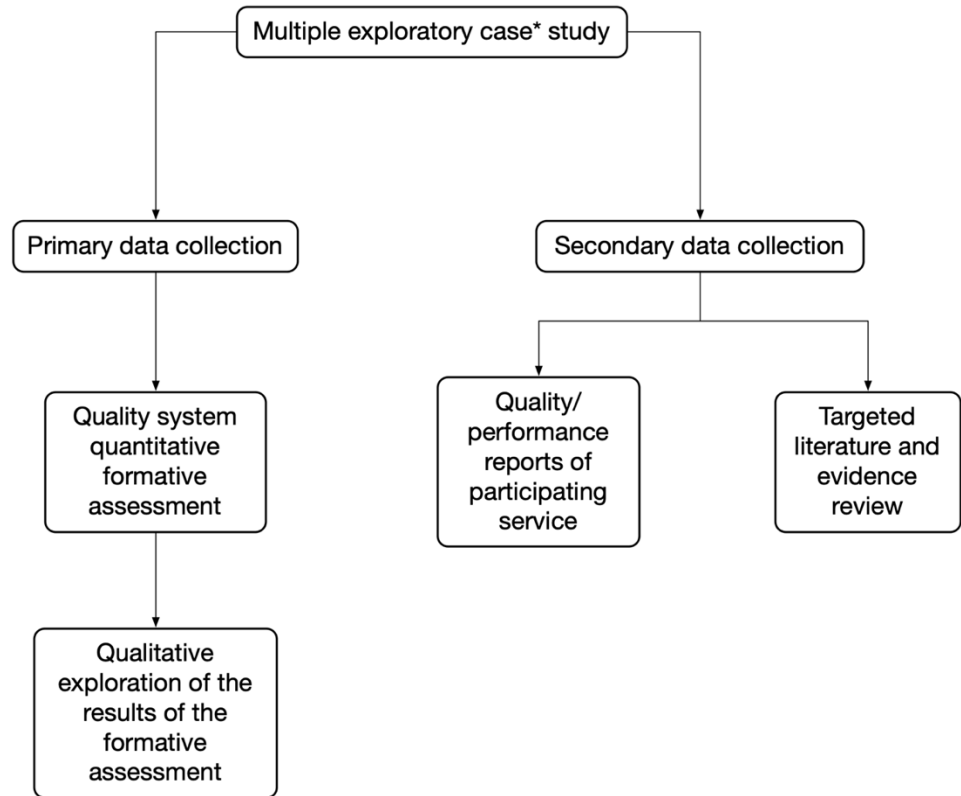 Multiple exploratory case* study
Primary data collection
Secondary data collection
Quality system
quantitative
formative
assessment
Quality/
performance
reports of
participating
service
Targeted
literature and
evidence
review
Qualitative
exploration of the
results of the
formative
assessment